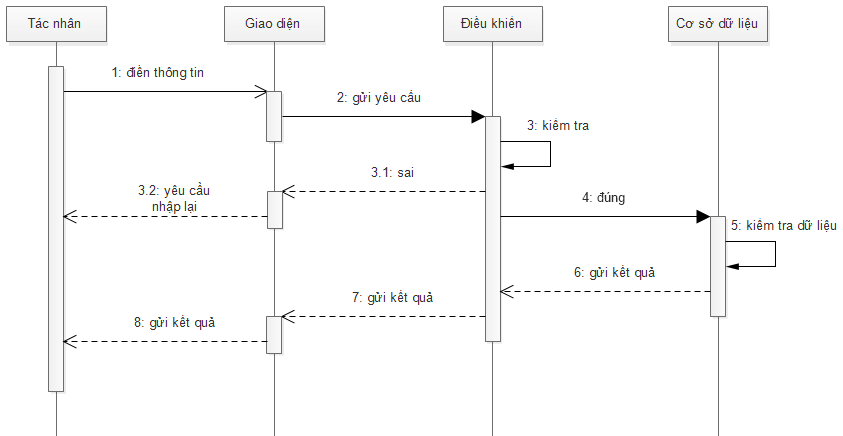 Tác nhân
Giao diện
Điều khiển
Cơ sở dữ liệu
1: điền thông tin
2: gửi yêu cầu
3: kiểm tra
3.1: sai
3.2: yêu cầu
nhập lại
4: đúng
5: kiểm tra dữ liệu
6: gửi kết quả
7: gửi kết quả
8: gửi kết quả